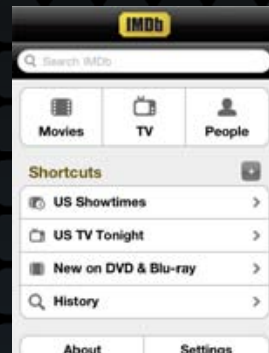 IMDb
Search IMDb
Movies TV People
Shortcuts
US Showtimes
US TV Tonight
New on DVD & Blu-ray
History
About Settings